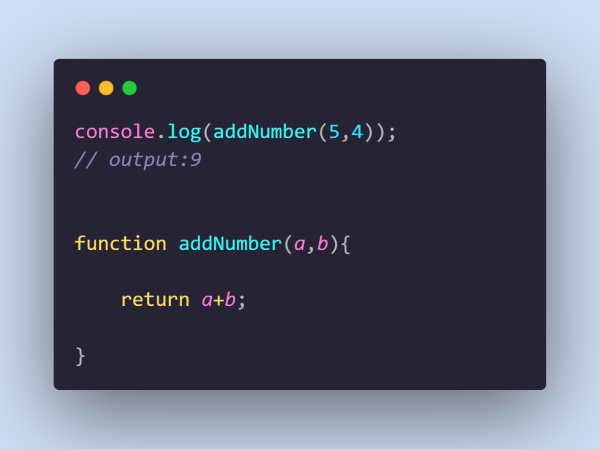 console.log(addNumber(5,4));
// output:9
function addNumber(a,b){
return a+b;
}